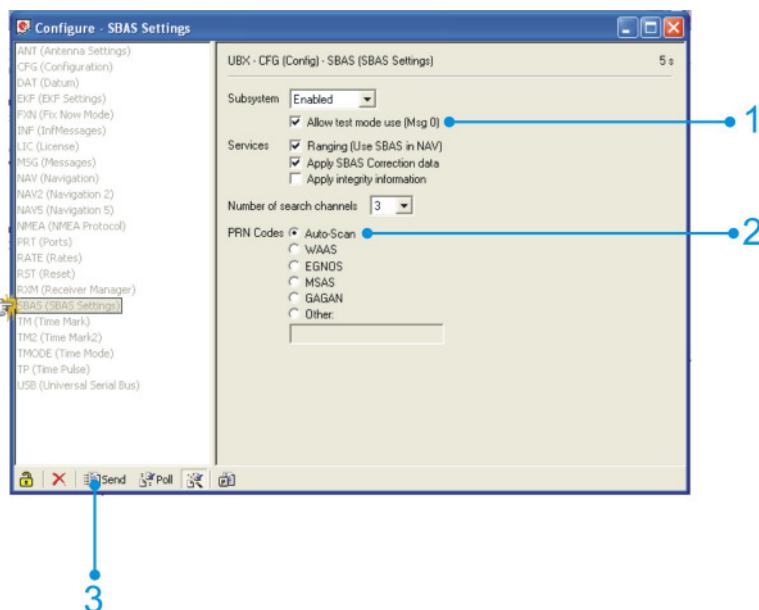 Configure - SBAS Settings
ANT (Antenna Settings)
CFG (Configuration)
DAT (Datum)
EKF (EKF Settings)
FXN (Fix Now Mode)
INF (InfMessages)
LIC (License)
MSG (Messages)
NAV (Navigation)
NAV2 (Navigation 2)
NAV5 (Navigation 5)
NMEA (NMEA Protocol)
PRT (Ports)
RATE (Rates)
RST (Reset)
RXM (Receiver Manager)
SBAS (SBAS Settings)
TM (Time Mark)
TM2 (Time Mark2)
TMODE (Time Mode)
TP (Time Pulse)
USB (Universal Serial Bus)
UBX - CFG (Config) - SBAS (SBAS Settings) 5 s
Subsystem Enabled
Allow test mode use (Msg 0) 1
Services Ranging (Use SBAS in NAV)
Apply SBAS Correction data
Apply integrity information
Number of search channels 3
PRN Codes Auto-Scan 2
WAAS
EGNOS
MSAS
GAGAN
Other:
Send Poll
3